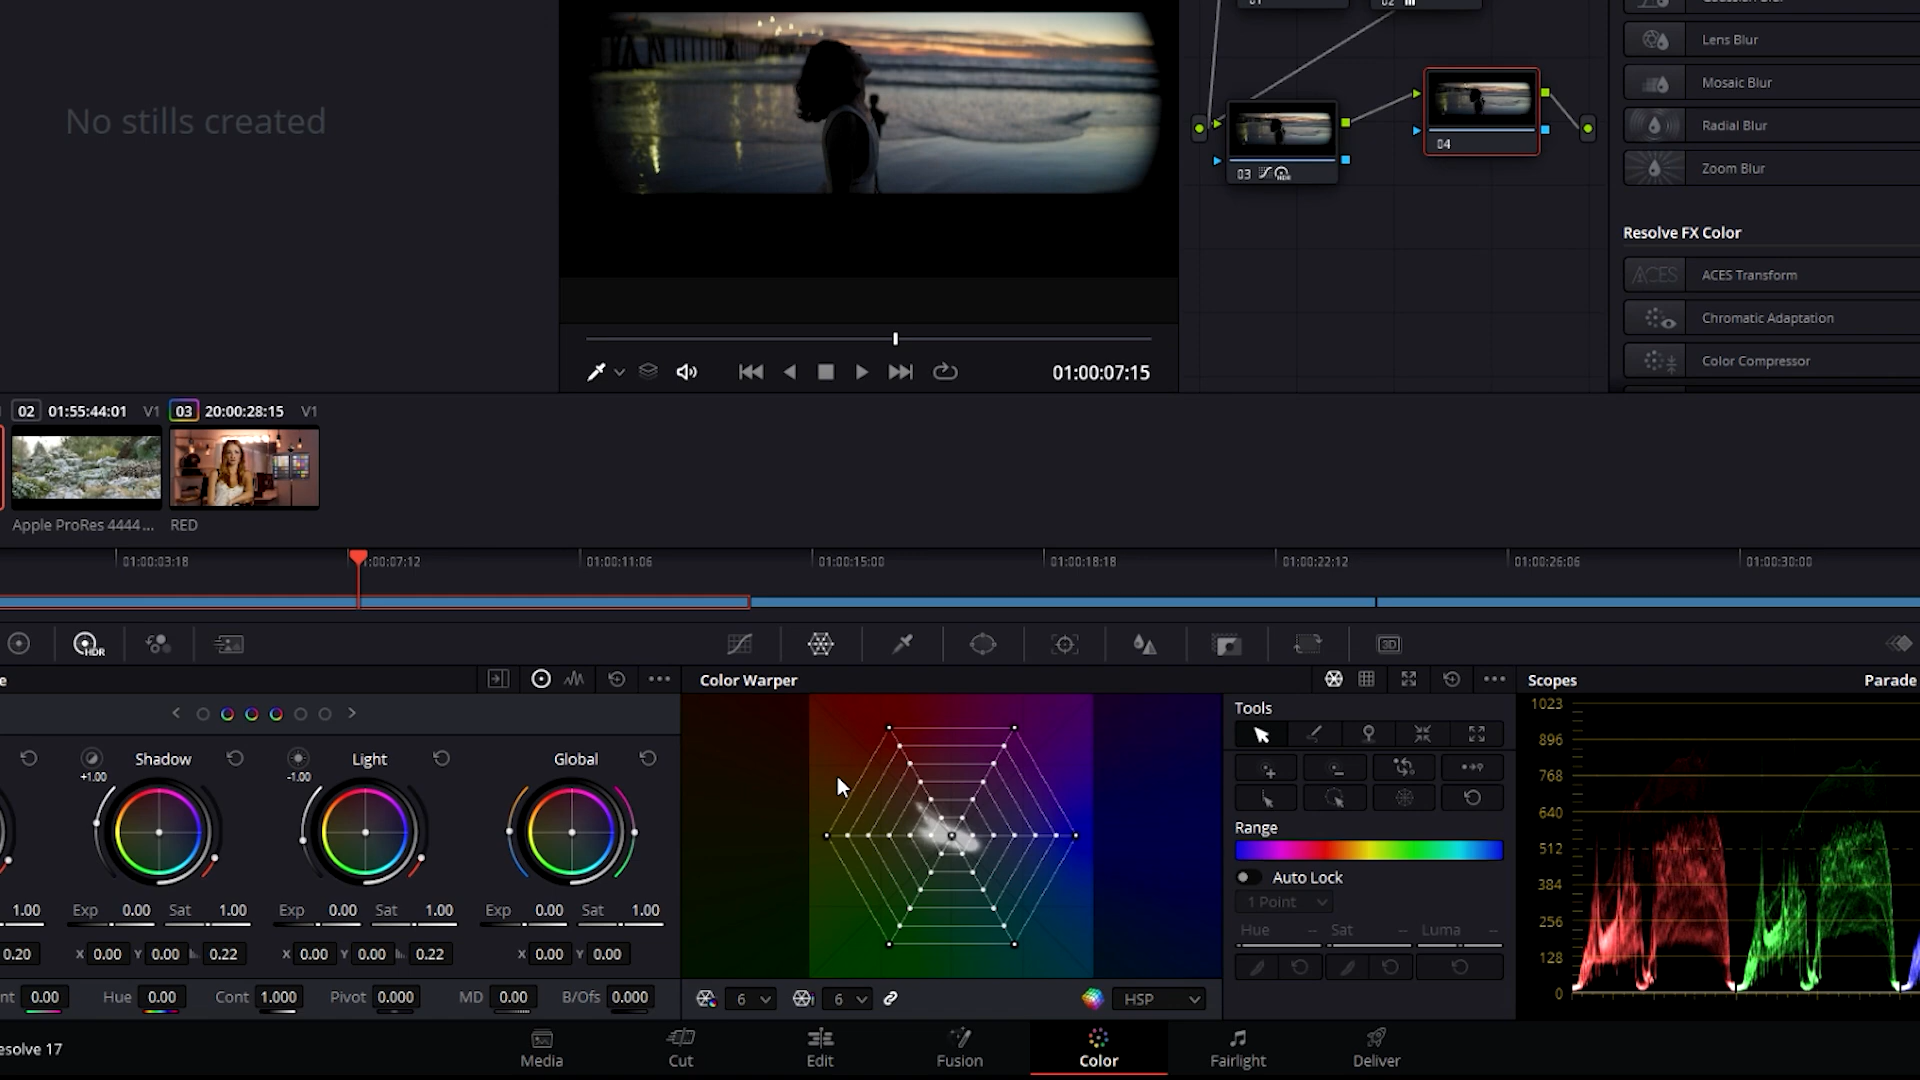 Lens Blur
Mosaic Blur
Radial Blur
Zoom Blur
Resolve FX Color
ACES
ACES Transform
Chromatic Adaptation
Color Compressor
No stills created
03
04
01:00:07:15
02 01:55:44:01 V1 03 20:00:28:15 V1
Apple ProRes 4444 ... RED
01:00:03:18
:00:07:12
01:00:11:06
01:00:15:00
01:00:18:18
01:00:22:12
01:00:26:06
01:00:30:00
HDR
3D
Color Warper
Scopes
Parade
Shadow
Light
Global
+1.00
-1.00
1.00
Exp 0.00 Sat 1.00
Exp 0.00 Sat 1.00
Exp 0.00 Sat 1.00
0.20
X 0.00 Y 0.00 0.22
X 0.00 Y 0.00 0.22
X 0.00 Y 0.00
nt 0.00 Hue 0.00 Cont 1.000 Pivot 0.000 MD 0.00 B/Ofs 0.000
6
6
HSP
Tools
Range
Auto Lock
1 Point
Hue -- Sat -- Luma --
1023
896
768
640
512
384
256
128
0
esolve 17
Media
Cut
Edit
Fusion
Color
Fairlight
Deliver